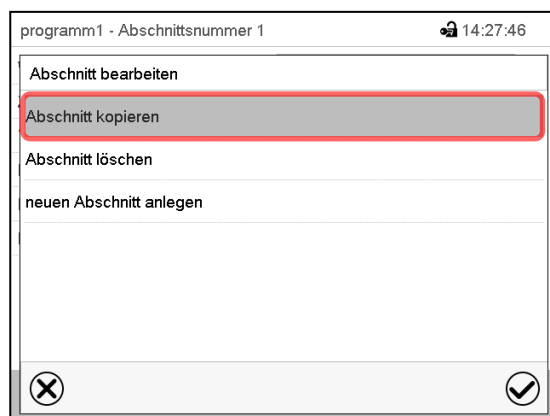 programm1 - Abschnittsnummer 1 14:27:46
Abschnitt bearbeiten
Abschnitt kopieren
Abschnitt löschen
neuen Abschnitt anlegen